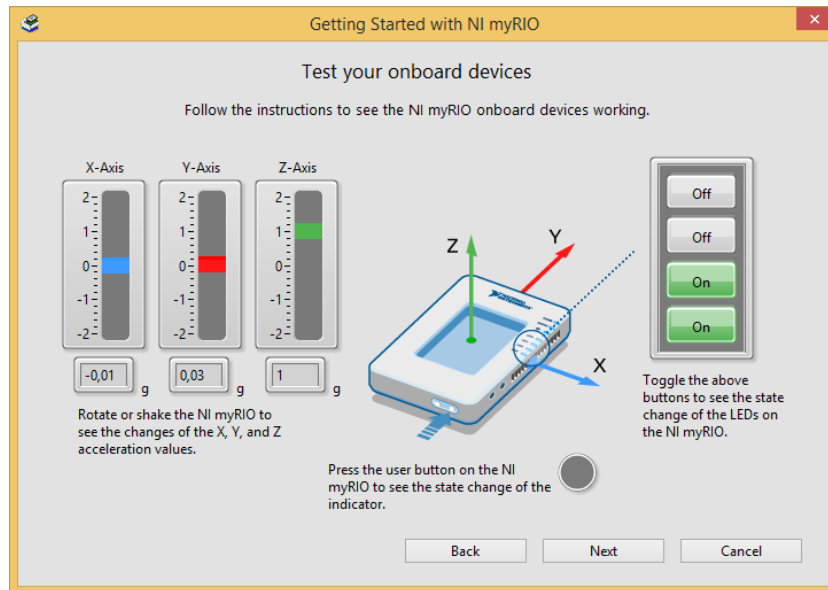 Getting Started with NI myRIO
Test your onboard devices
Follow the instructions to see the NI myRIO onboard devices working.
X-Axis
2
1
0
-1
-2
-0,01 g
Y-Axis
2
1
0
-1
-2
0,03 g
Z-Axis
2
1
0
-1
-2
1 g
Rotate or shake the NI myRIO to
see the changes of the X, Y, and Z
acceleration values.
Z
Y
X
Press the user button on the NI
myRIO to see the state change of the
indicator.
Off
Off
On
On
Toggle the above
buttons to see the state
change of the LEDs on
the NI myRIO.
Back
Next
Cancel